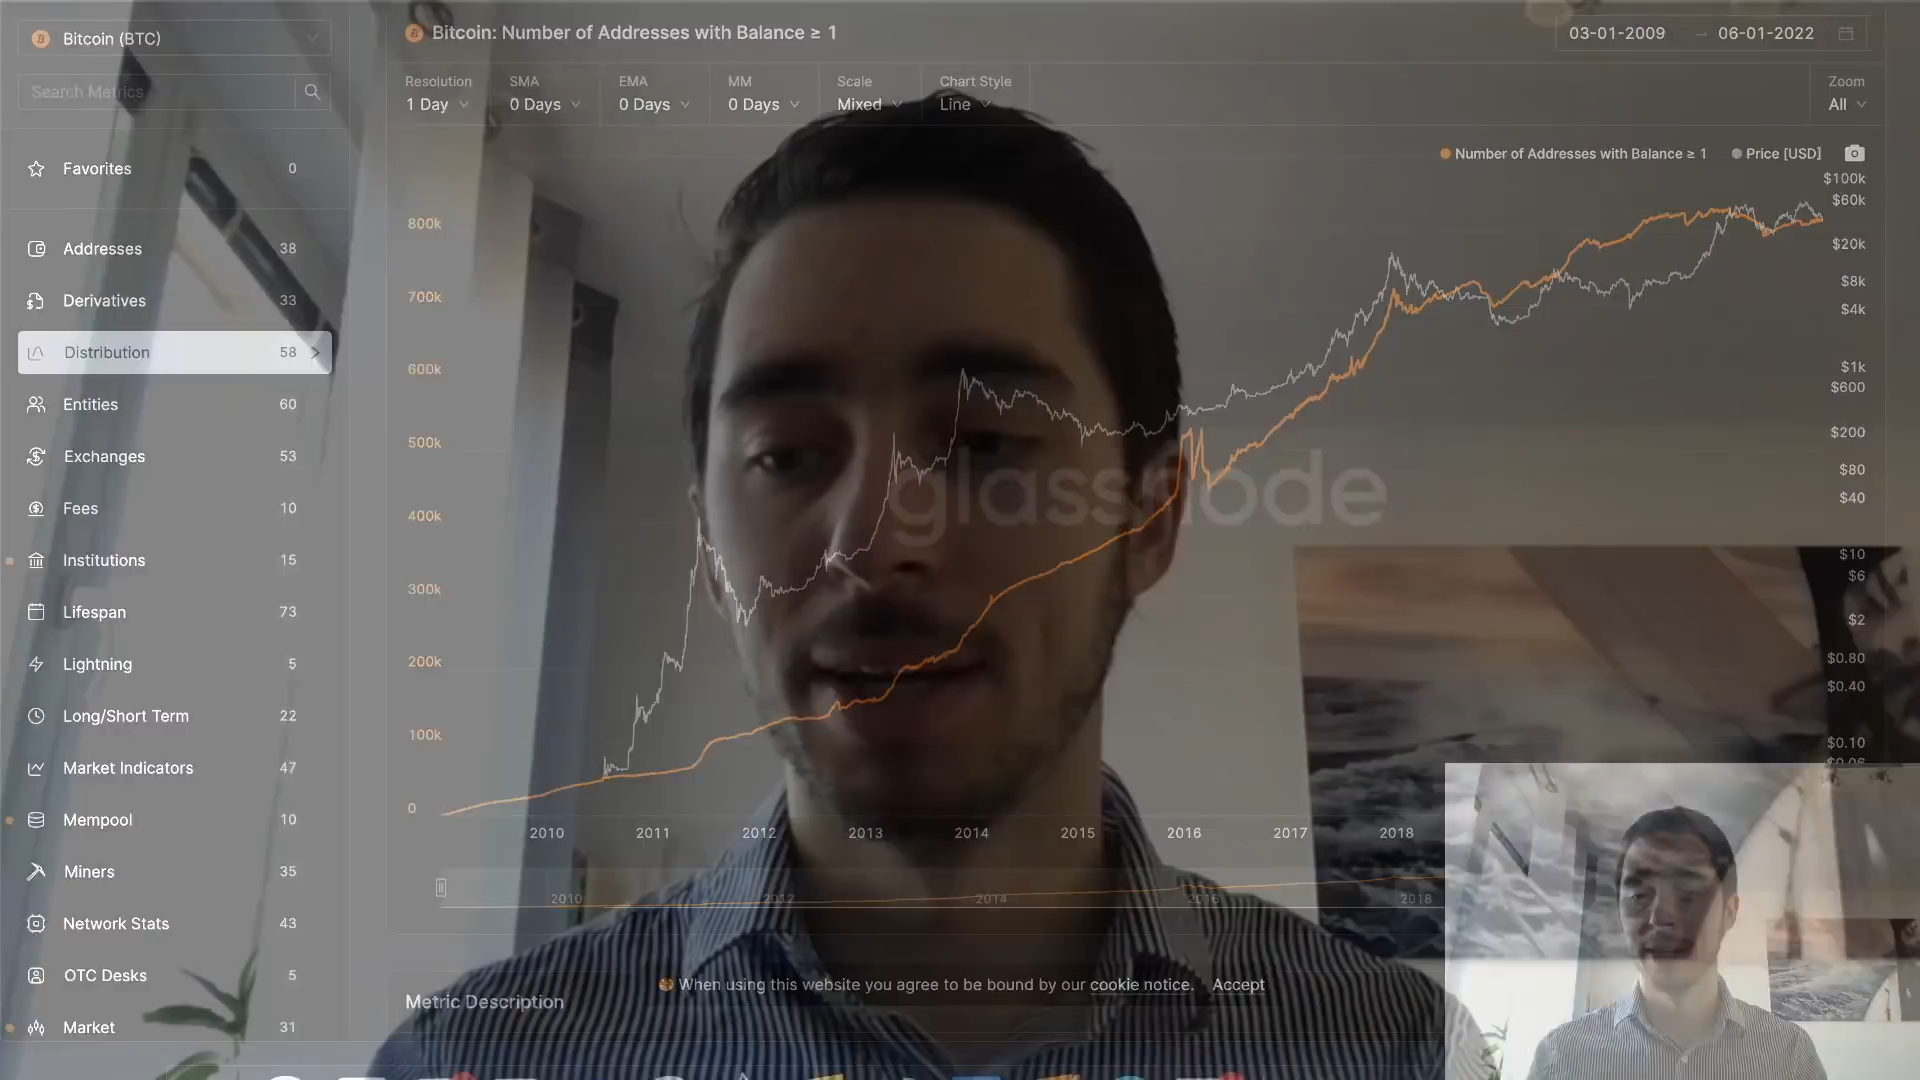 Bitcoin (BTC)
Search Metrics
Favorites 0
Addresses 38
Derivatives 33
Distribution 58
Entities 60
Exchanges 53
Fees 10
Institutions 15
Lifespan 73
Lightning 5
Long/Short Term 22
Market Indicators 47
Mempool 10
Miners 35
Network Stats 43
OTC Desks 5
Market 31
Bitcoin: Number of Addresses with Balance ≥ 1
03-01-2009 → 06-01-2022
Resolution SMA EMA MM Scale Chart Style Zoom
1 Day 0 Days 0 Days 0 Days Mixed Line All
Number of Addresses with Balance ≥ 1 Price [USD]
800k
700k
600k
500k
400k
300k
200k
100k
0
$100k
$60k
$20k
$8k
$4k
$1k
$600
$200
$80
$40
$10
$6
$2
$0.80
$0.40
$0.10
$0.06
glassnode
2010 2011 2012 2013 2014 2015 2016 2017 2018
2010 2012 2014 2016 2018
When using this website you agree to be bound by our cookie notice. Accept
Metric Description